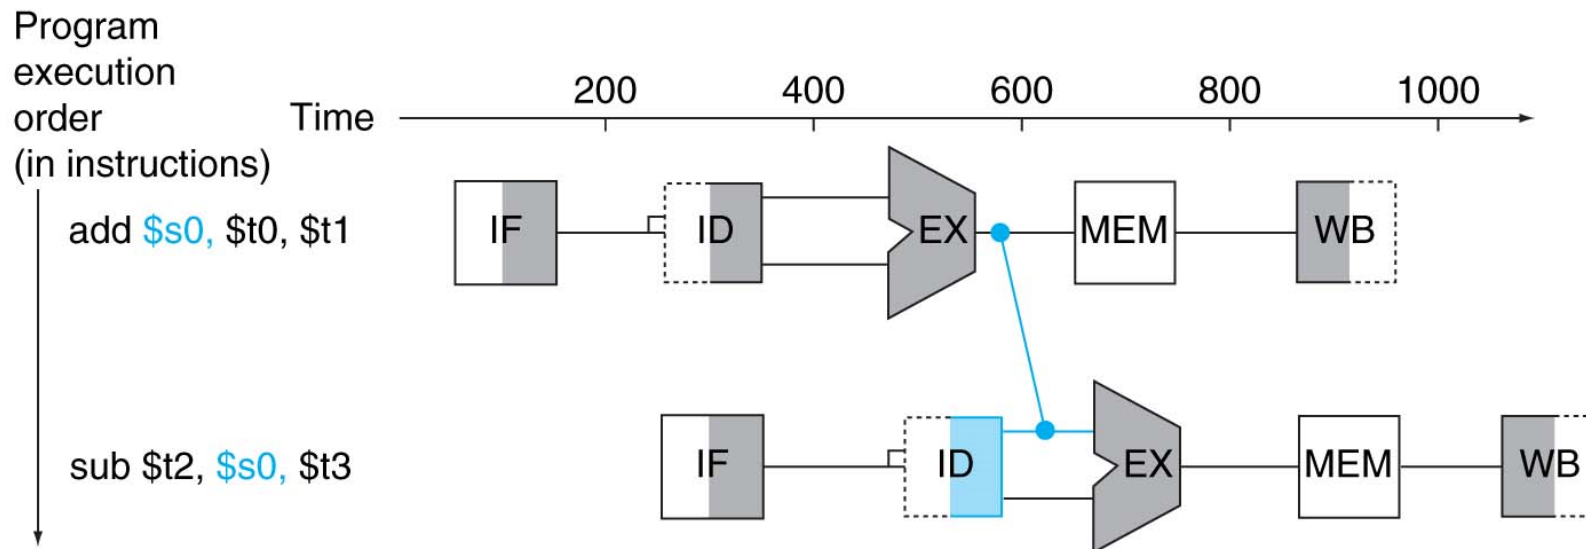 Program
execution
order
(in instructions)
Time
200 400 600 800 1000
add $s0, $t0, $t1
IF ID EX MEM WB
sub $t2, $s0, $t3
IF ID EX MEM WB